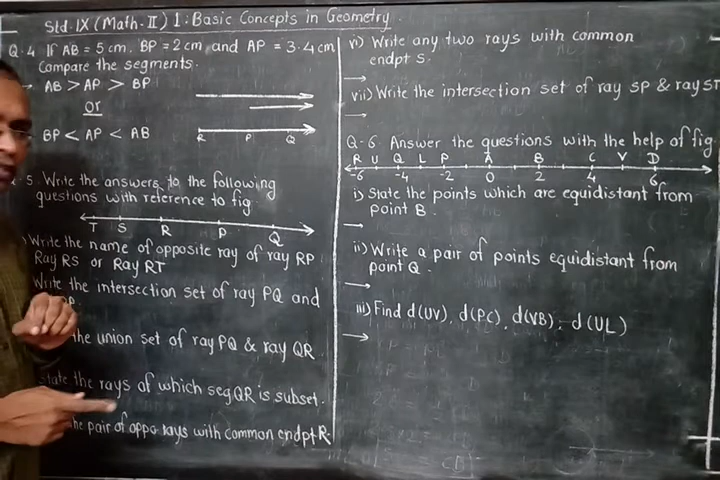 Std. IX (Math-II) 1: Basic Concepts in Geometry.
Q.4 If AB = 5 cm. BP = 2 cm and AP = 3.4 cm
Compare the segments.
AB > AP > BP
or
BP < AP < AB
R P Q
5. Write the answers to the following
questions with reference to fig
T S R P Q
) Write the name of opposite ray of ray RP
Ray RS or Ray RT
Write the intersection set of ray PQ and
RP.
the union set of ray PQ & ray QR
State the rays of which seg QR is subset.
the pair of oppo. rays with common endpt R.
vi) Write any two rays with common
endpt S.
→
vii) Write the intersection set of ray SP & ray ST
→
Q-6 Answer the questions with the help of fig
R U Q L P A B C V D
-6 -4 -2 0 2 4 6
i) State the points which are equidistant from
point B.
→
ii) Write a pair of points equidistant from
point Q.
→
iii) Find d(UV), d(PC), d(VB), d(UL)
→